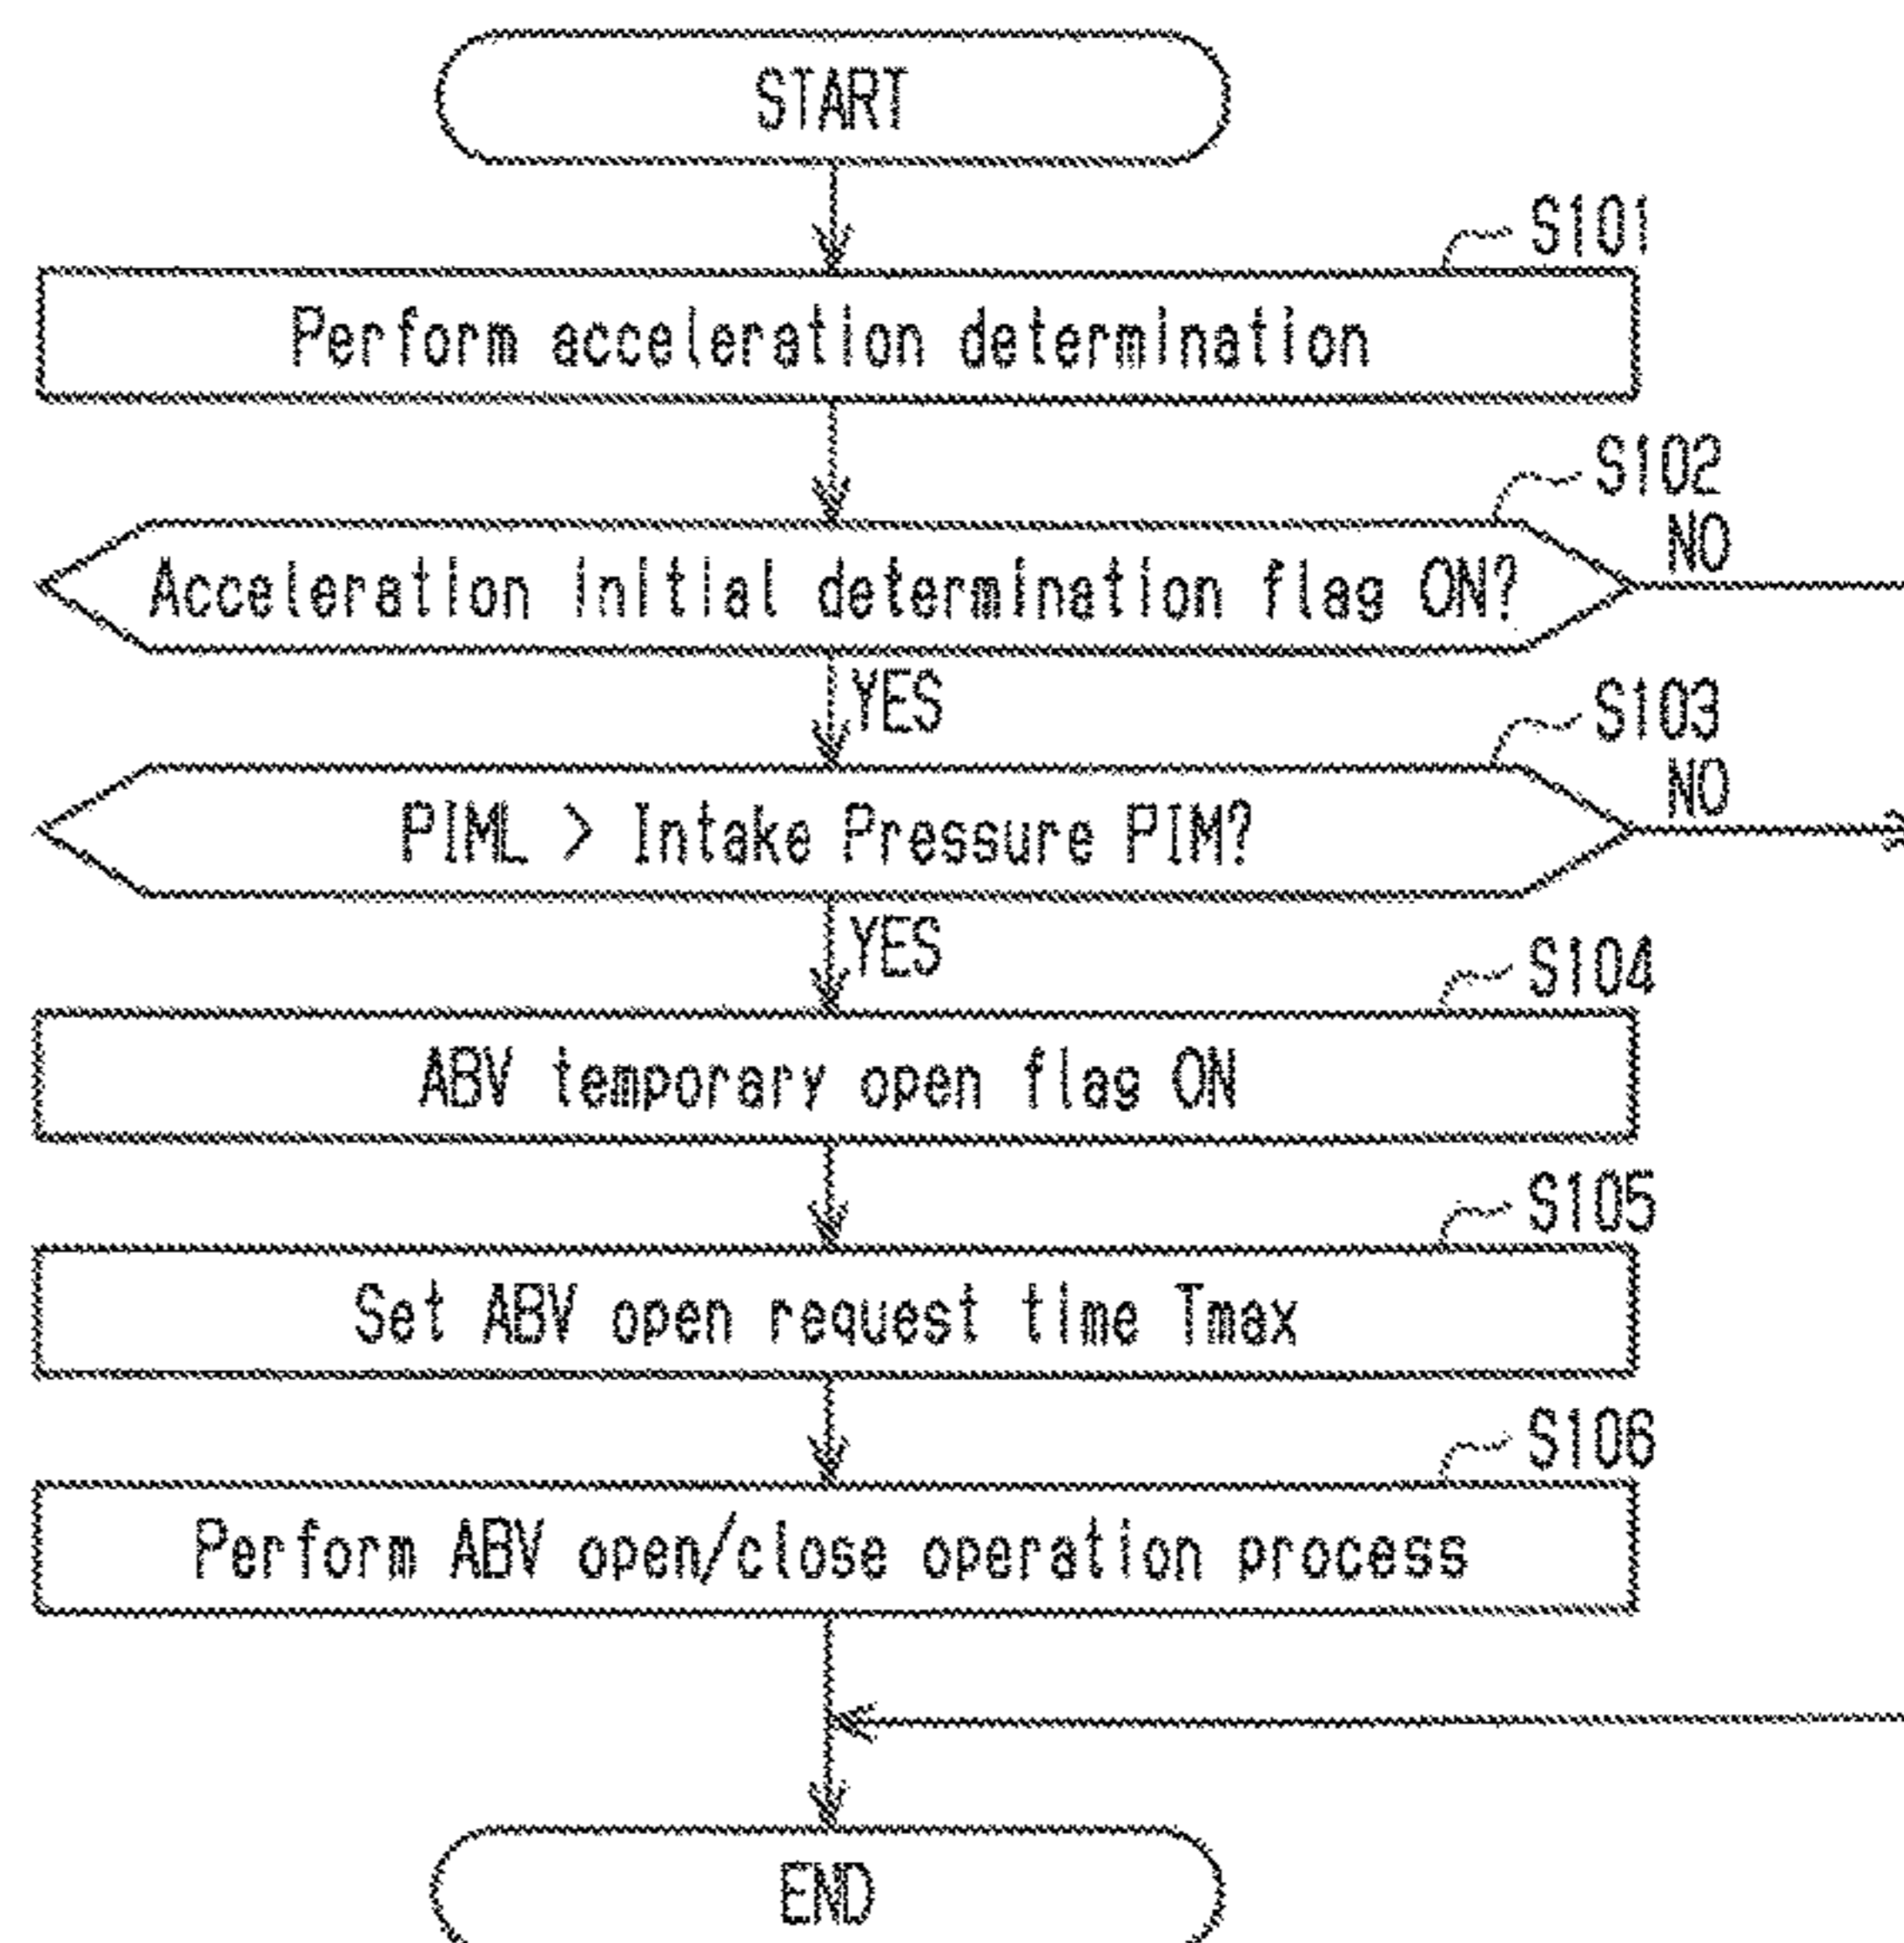 START
S101
Perform acceleration determination
S102
NO
Acceleration initial determination flag ON?
YES
S103
NO
PIML > Intake Pressure PIM?
YES
S104
ABV temporary open flag ON
S105
Set ABV open request time Tmax
S106
Perform ABV open/close operation process
END